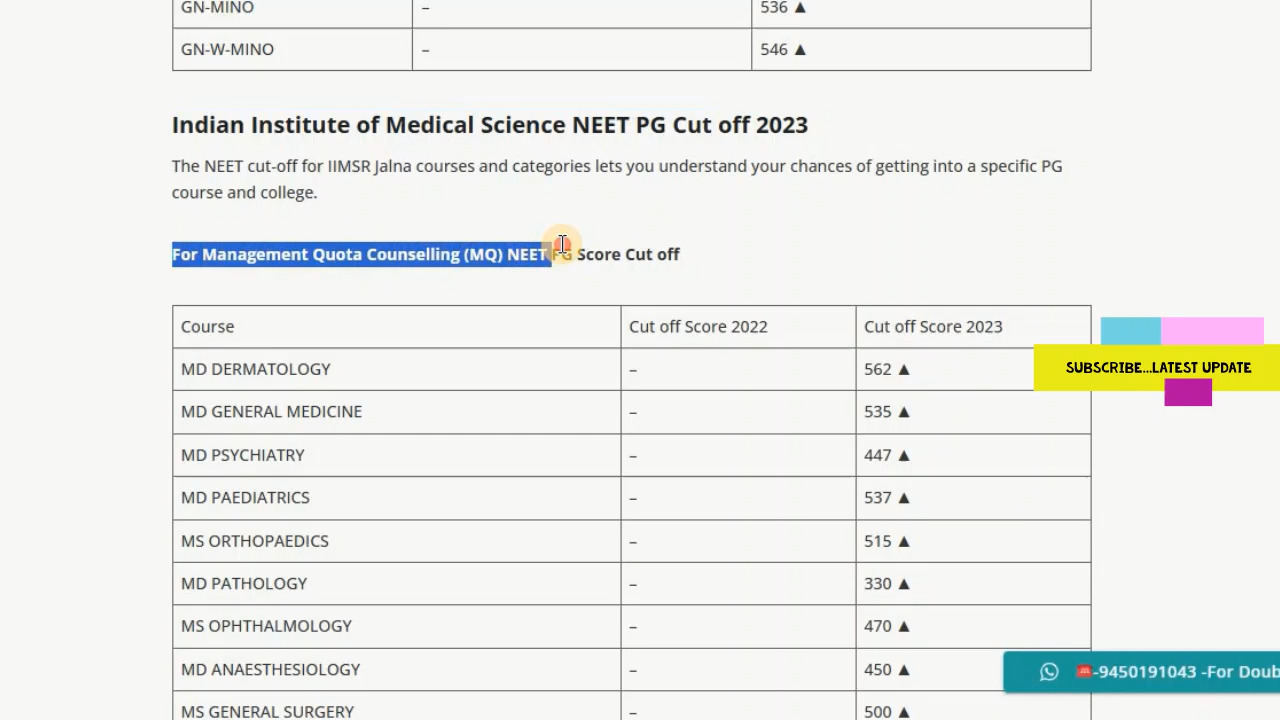 GN-MINO – 536 ▲
GN-W-MINO – 546 ▲
Indian Institute of Medical Science NEET PG Cut off 2023
The NEET cut-off for IIMSR Jalna courses and categories lets you understand your chances of getting into a specific PG
course and college.
For Management Quota Counselling (MQ) NEET PG Score Cut off
Course Cut off Score 2022 Cut off Score 2023
MD DERMATOLOGY – 562 ▲
SUBSCRIBE...LATEST UPDATE
MD GENERAL MEDICINE – 535 ▲
MD PSYCHIATRY – 447 ▲
MD PAEDIATRICS – 537 ▲
MS ORTHOPAEDICS – 515 ▲
MD PATHOLOGY – 330 ▲
MS OPHTHALMOLOGY – 470 ▲
MD ANAESTHESIOLOGY – 450 ▲
☎️-9450191043 -For Doub
MS GENERAL SURGERY – 500 ▲